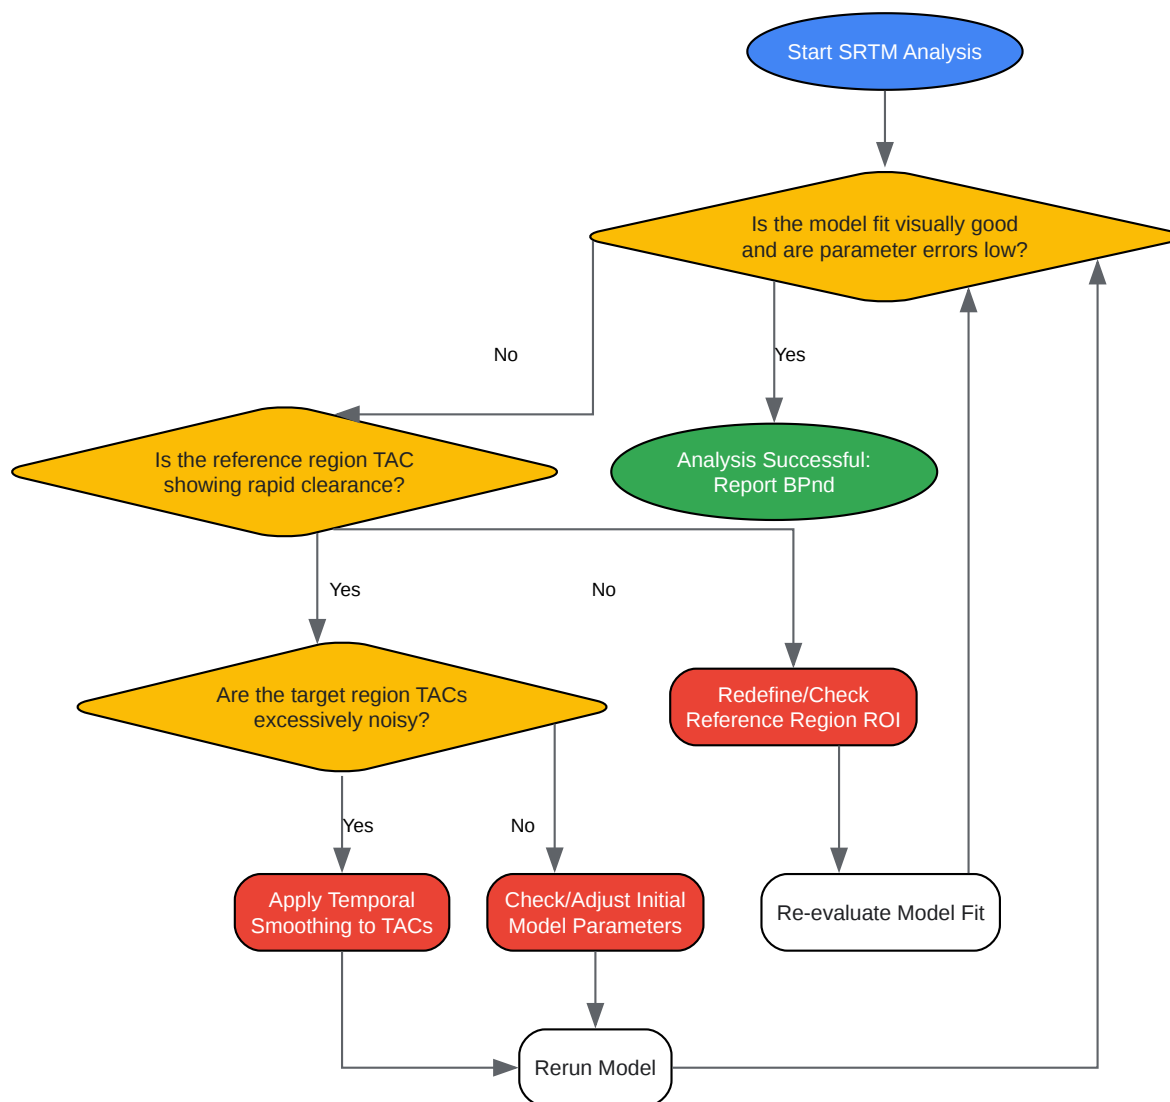 Start SRTM Analysis
Is the model fit visually good
and are parameter errors low?
No
Yes
Is the reference region TAC
showing rapid clearance?
Analysis Successful:
Report BPnd
Yes
No
Are the target region TACs
excessively noisy?
Redefine/Check
Reference Region ROI
Yes
No
Apply Temporal
Smoothing to TACs
Check/Adjust Initial
Model Parameters
Re-evaluate Model Fit
Rerun Model